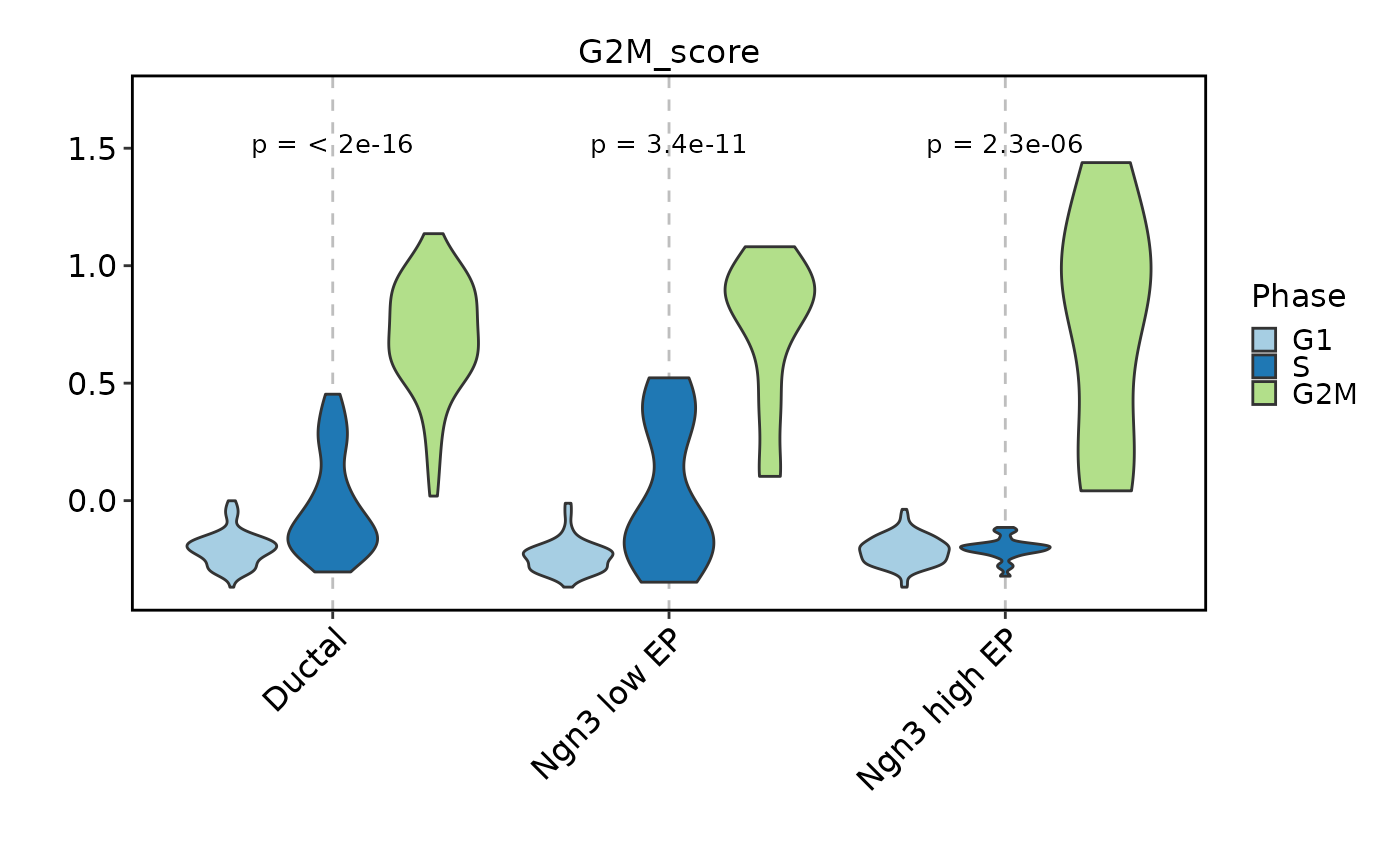 G2M_score
p = < 2e-16
p = 3.4e-11
p = 2.3e-06
1.5
1.0
0.5
0.0
Ductal
Ngn3 low EP
Ngn3 high EP
Phase
G1
S
G2M